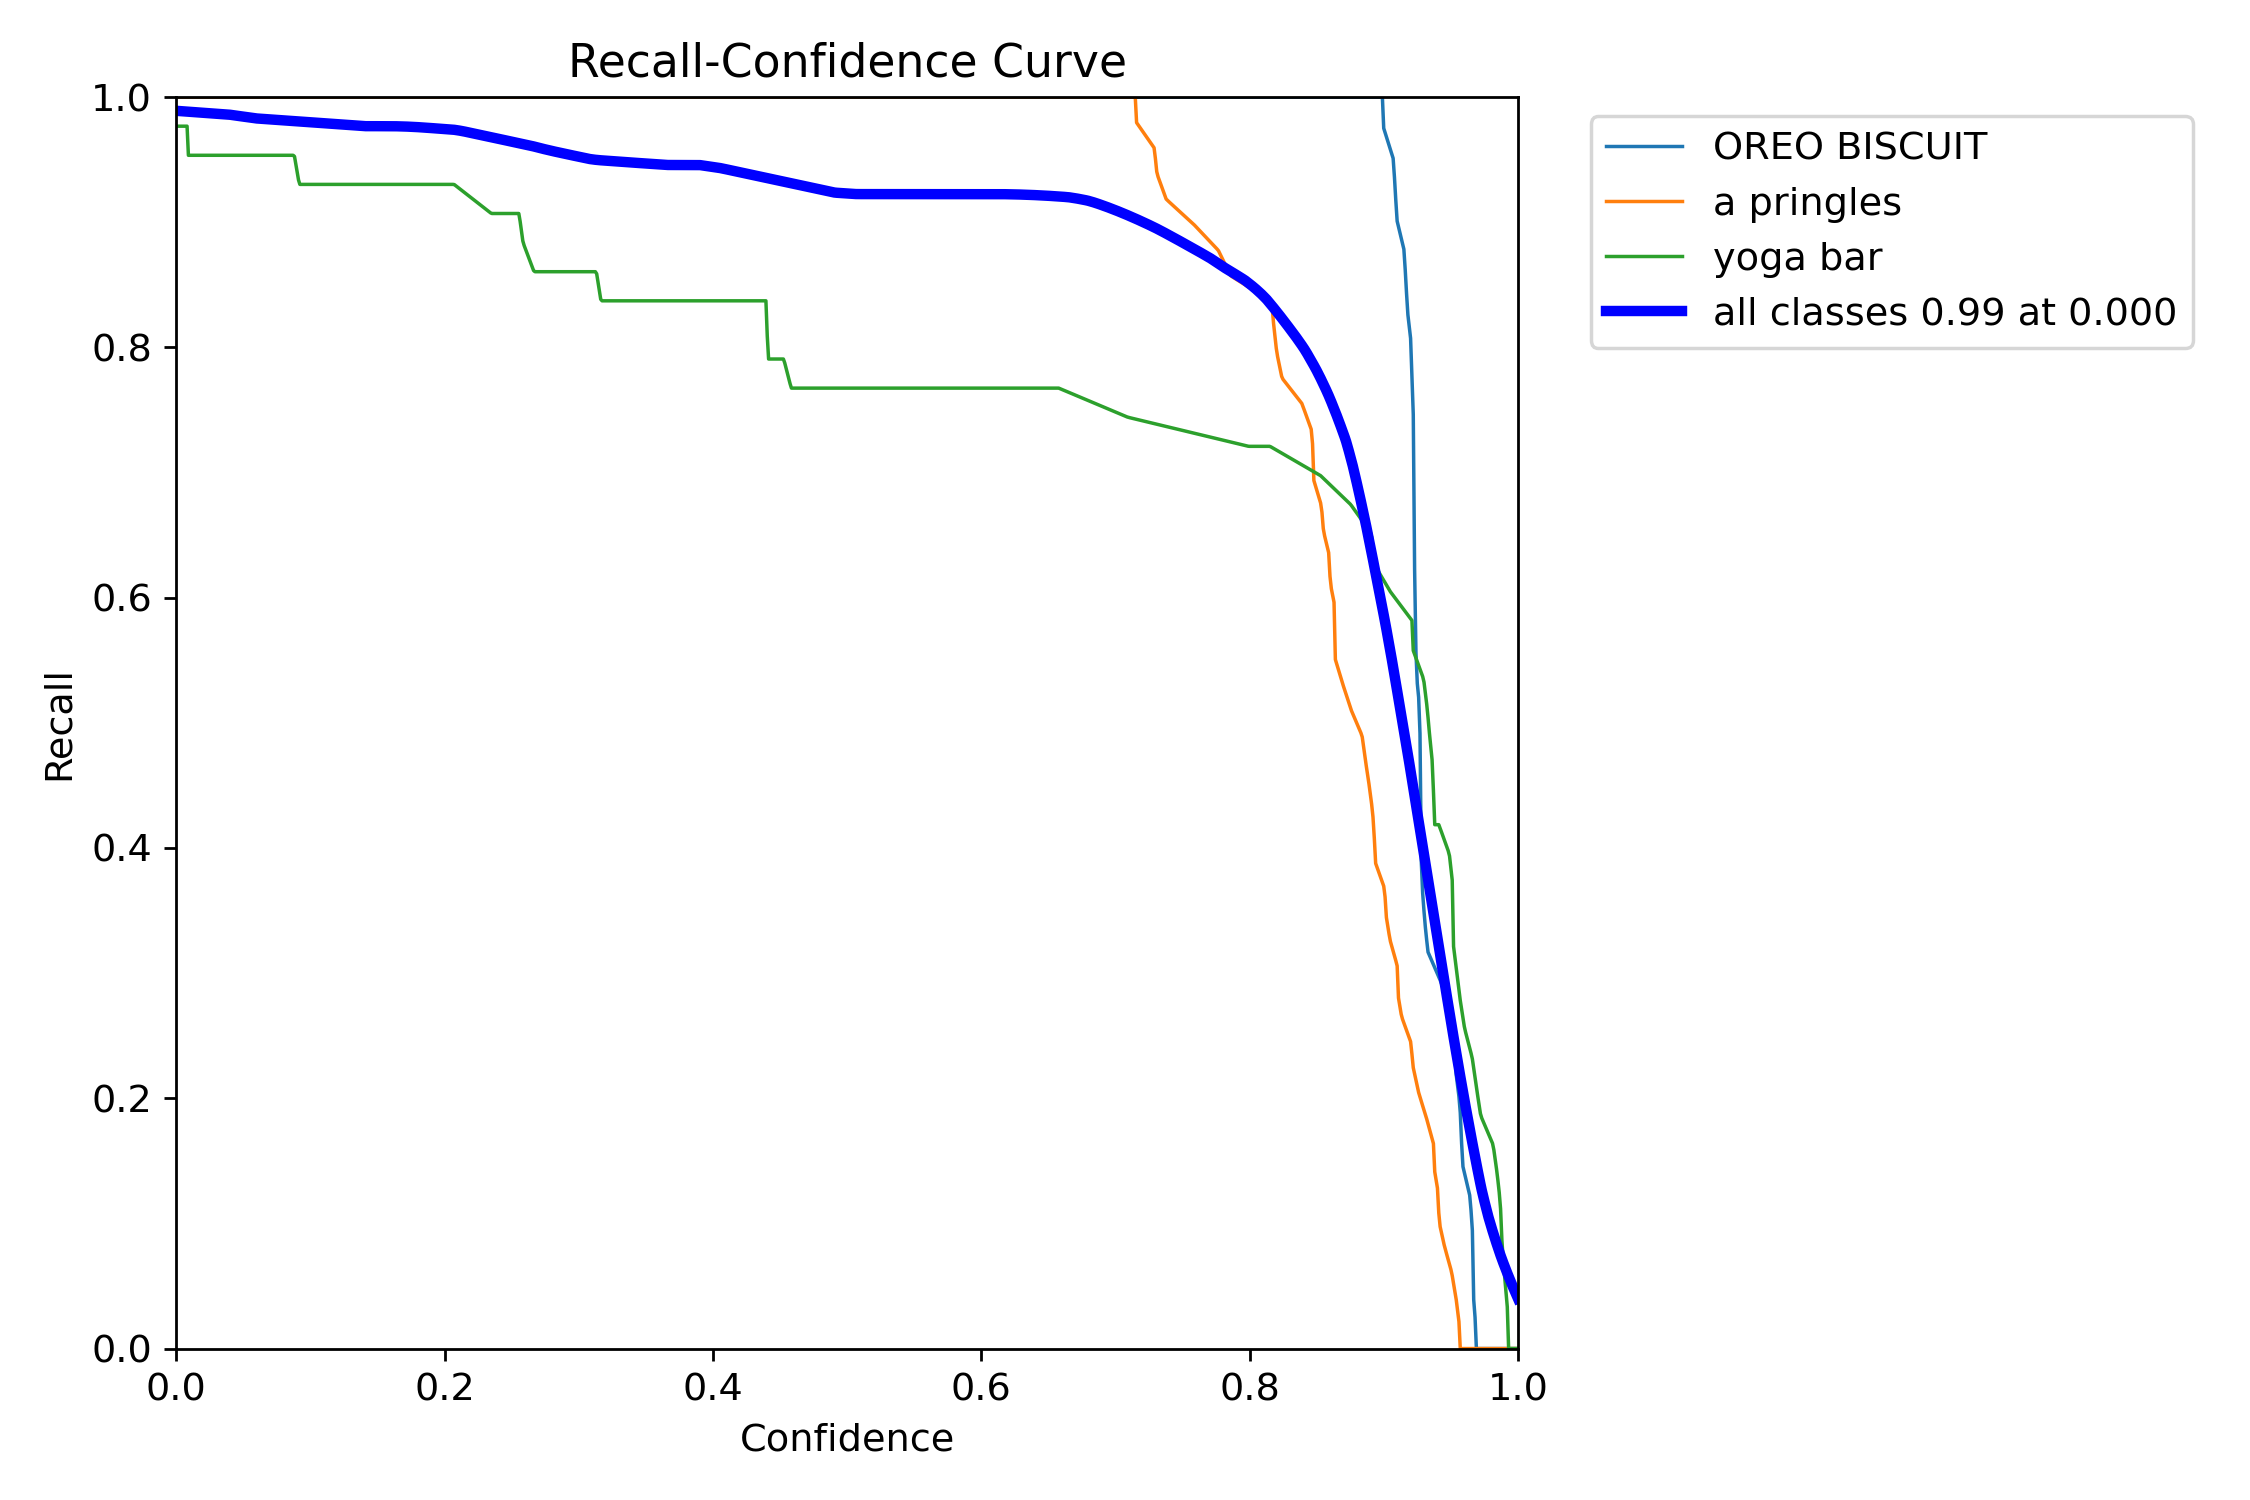 Recall-Confidence Curve
1.0
0.8
0.6
0.4
0.2
0.0
Recall
0.0 0.2 0.4 0.6 0.8 1.0
Confidence
OREO BISCUIT
a pringles
yoga bar
all classes 0.99 at 0.000